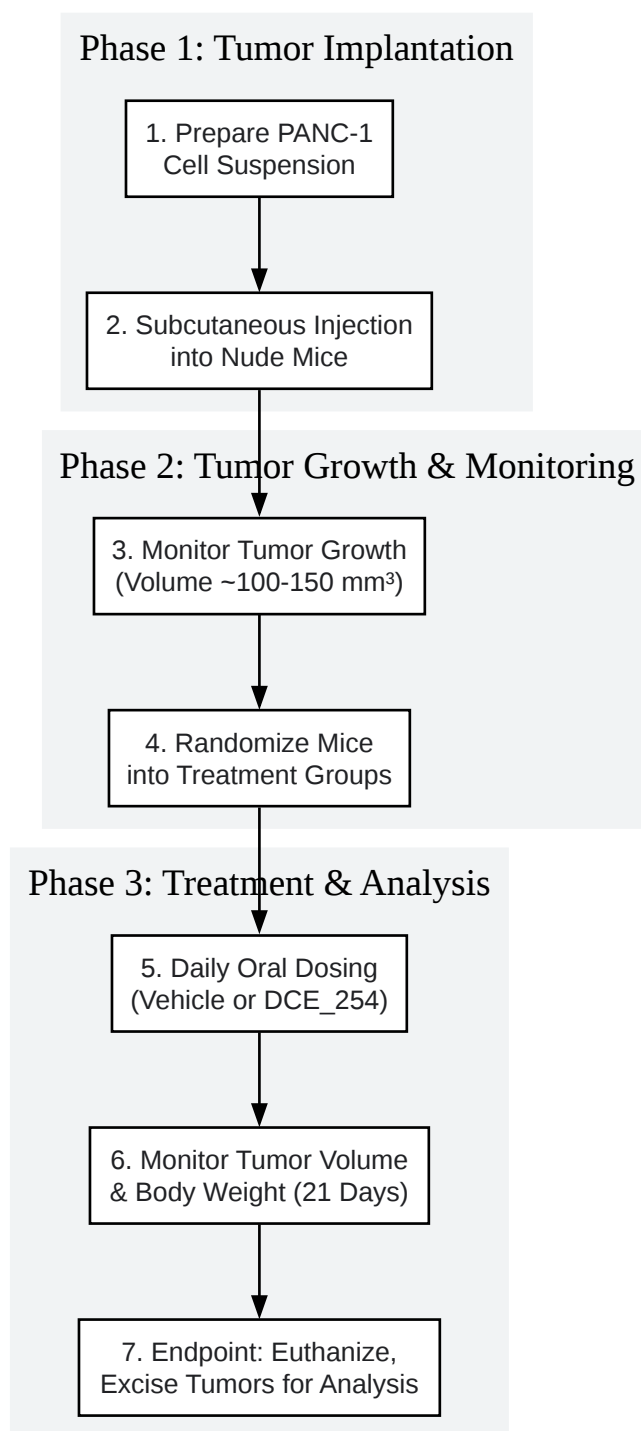 Phase 1: Tumor Implantation
1. Prepare PANC-1
Cell Suspension
2. Subcutaneous Injection
into Nude Mice
Phase 2: Tumor Growth & Monitoring
3. Monitor Tumor Growth
(Volume ~100-150 mm³)
4. Randomize Mice
into Treatment Groups
Phase 3: Treatment & Analysis
5. Daily Oral Dosing
(Vehicle or DCE_254)
6. Monitor Tumor Volume
& Body Weight (21 Days)
7. Endpoint: Euthanize,
Excise Tumors for Analysis